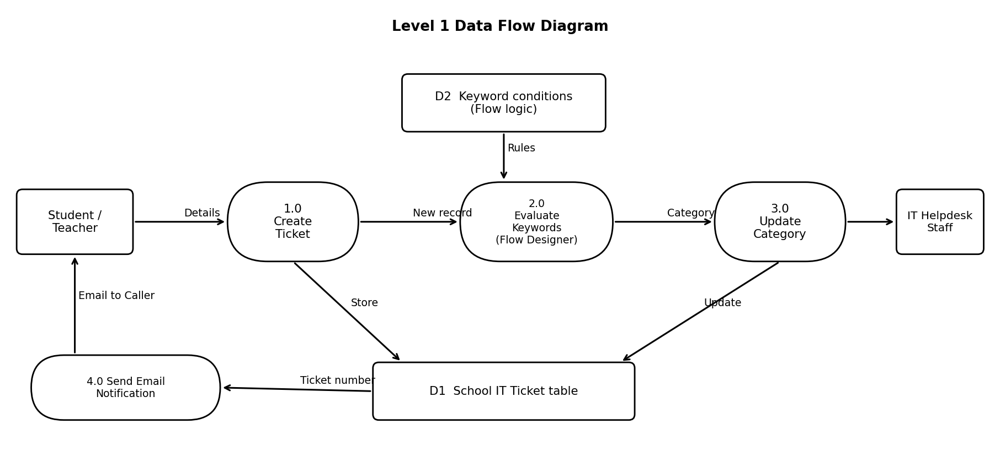 Level 1 Data Flow Diagram
D2  Keyword conditions
(Flow logic)
Rules
Student /
Teacher
Details
1.0
Create
Ticket
New record
2.0
Evaluate
Keywords
(Flow Designer)
Category
3.0
Update
Category
IT Helpdesk
Staff
Email to Caller
Store
Update
4.0 Send Email
Notification
Ticket number
D1  School IT Ticket table